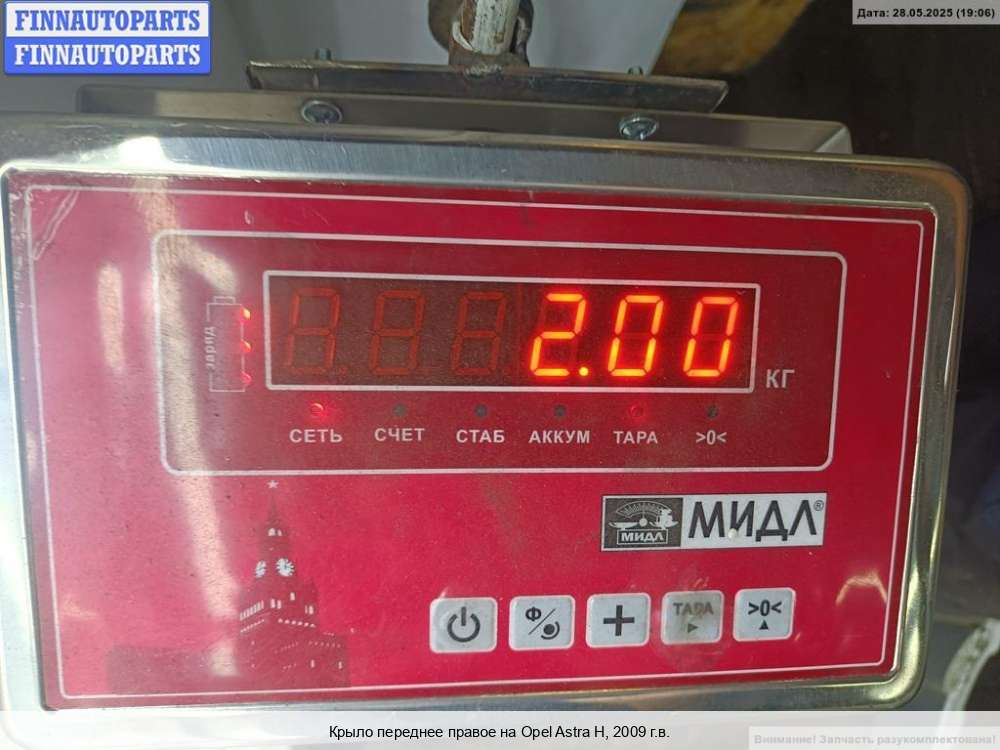 FINNAUTOPARTS
FINNAUTOPARTS
Дата: 28.05.2025 (19:06)
заряд
2.00
КГ
СЕТЬ СЧЕТ СТАБ АККУМ ТАРА >0<
МИДЛ МИДЛ®
Ф ТАРА >0<
Крыло переднее правое на Opel Astra H, 2009 г.в.
Внимание! Запчасть разукомплектована!